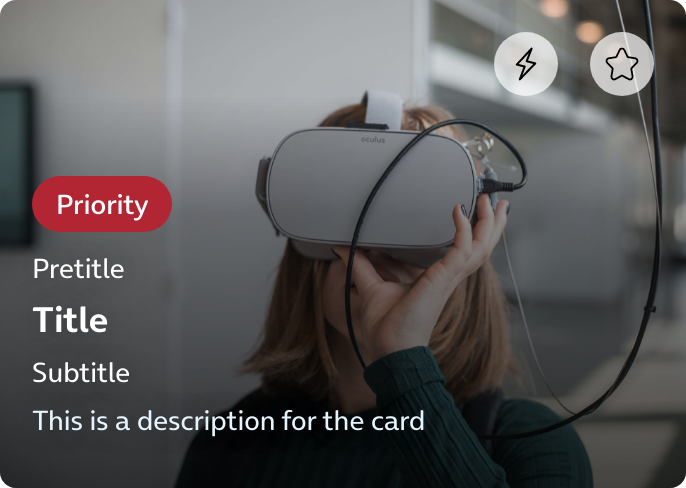 oculus
Priority
Pretitle
Title
Subtitle
This is a description for the card